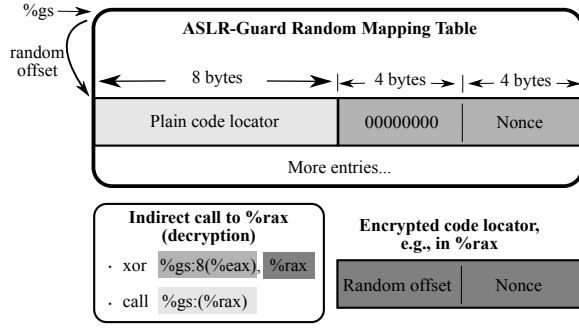 %gs
random
offset
ASLR-Guard Random Mapping Table
8 bytes
4 bytes
4 bytes
Plain code locator
00000000
Nonce
More entries...
Indirect call to %rax
(decryption)
· xor %gs:8(%eax), %rax
· call %gs:(%rax)
Encrypted code locator,
e.g., in %rax
Random offset
Nonce